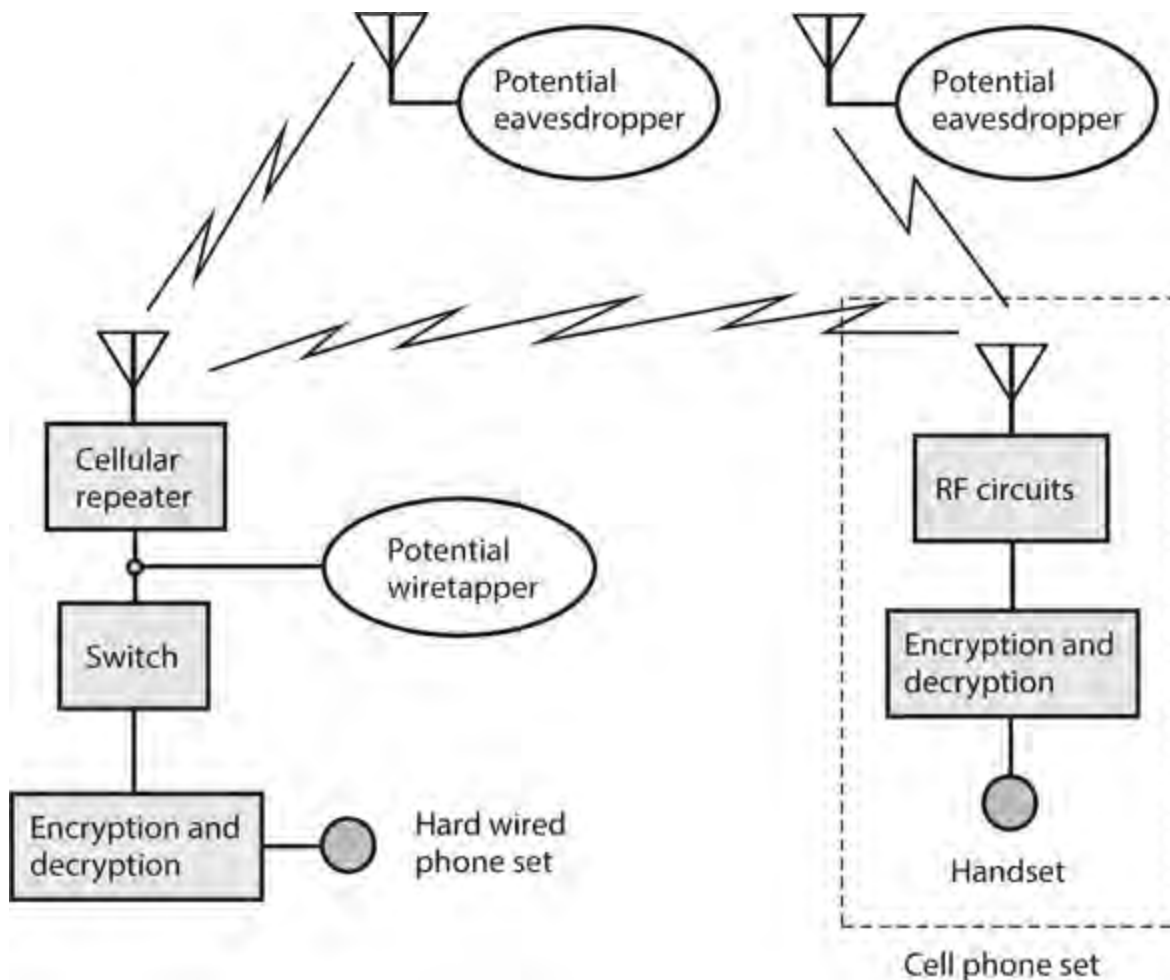 Potential
eavesdropper
Potential
eavesdropper
Cellular
repeater
RF circuits
Potential
wiretapper
Switch
Encryption and
decryption
Encryption and
decryption
Hard wired
phone set
Handset
Cell phone set